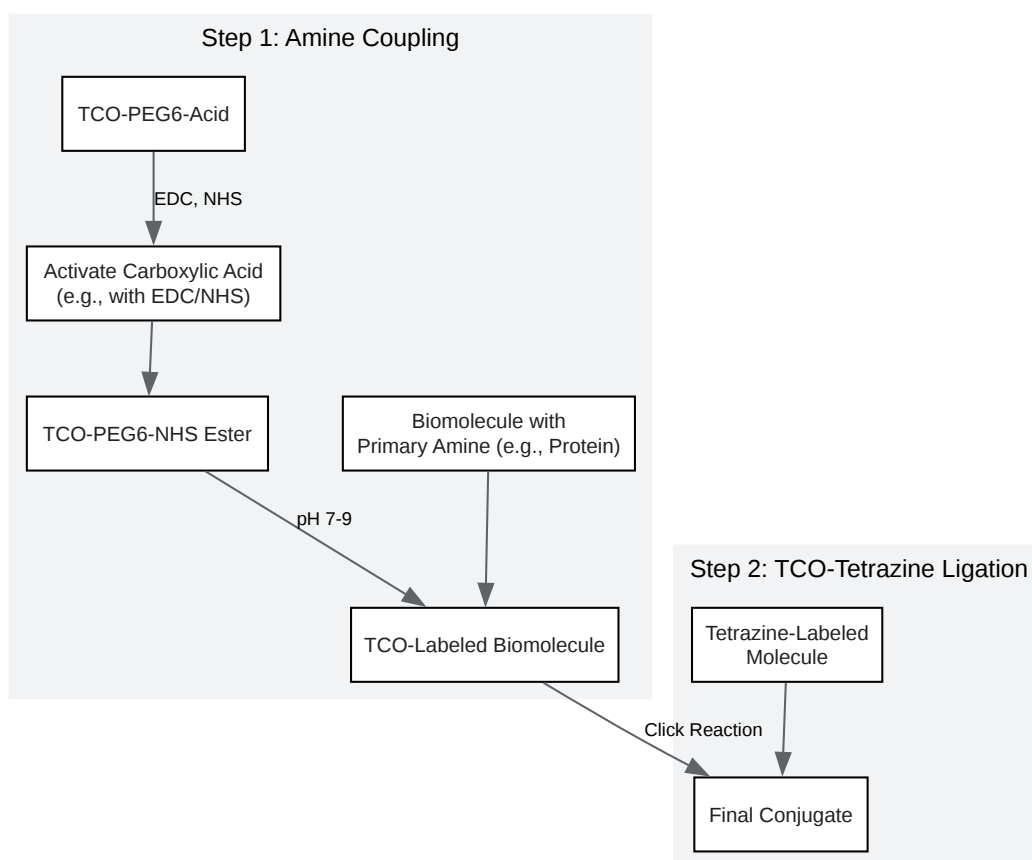 Step 1: Amine Coupling
TCO-PEG6-Acid
EDC, NHS
Activate Carboxylic Acid
(e.g., with EDC/NHS)
TCO-PEG6-NHS Ester
Biomolecule with
Primary Amine (e.g., Protein)
pH 7-9
TCO-Labeled Biomolecule
Step 2: TCO-Tetrazine Ligation
Tetrazine-Labeled
Molecule
Click Reaction
Final Conjugate